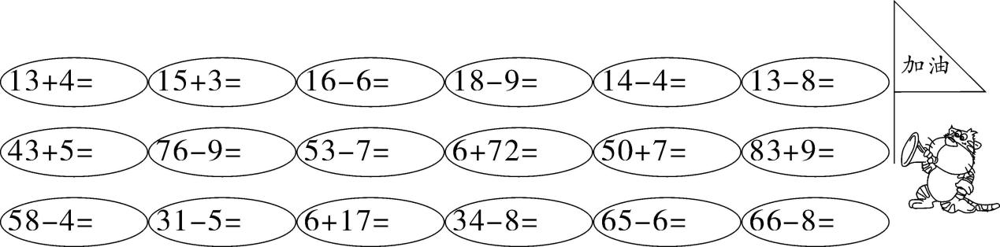 加油
13+4= 15+3= 16−6= 18−9= 14−4= 13−8=
43+5= 76−9= 53−7= 6+72= 50+7= 83+9=
58−4= 31−5= 6+17= 34−8= 65−6= 66−8=